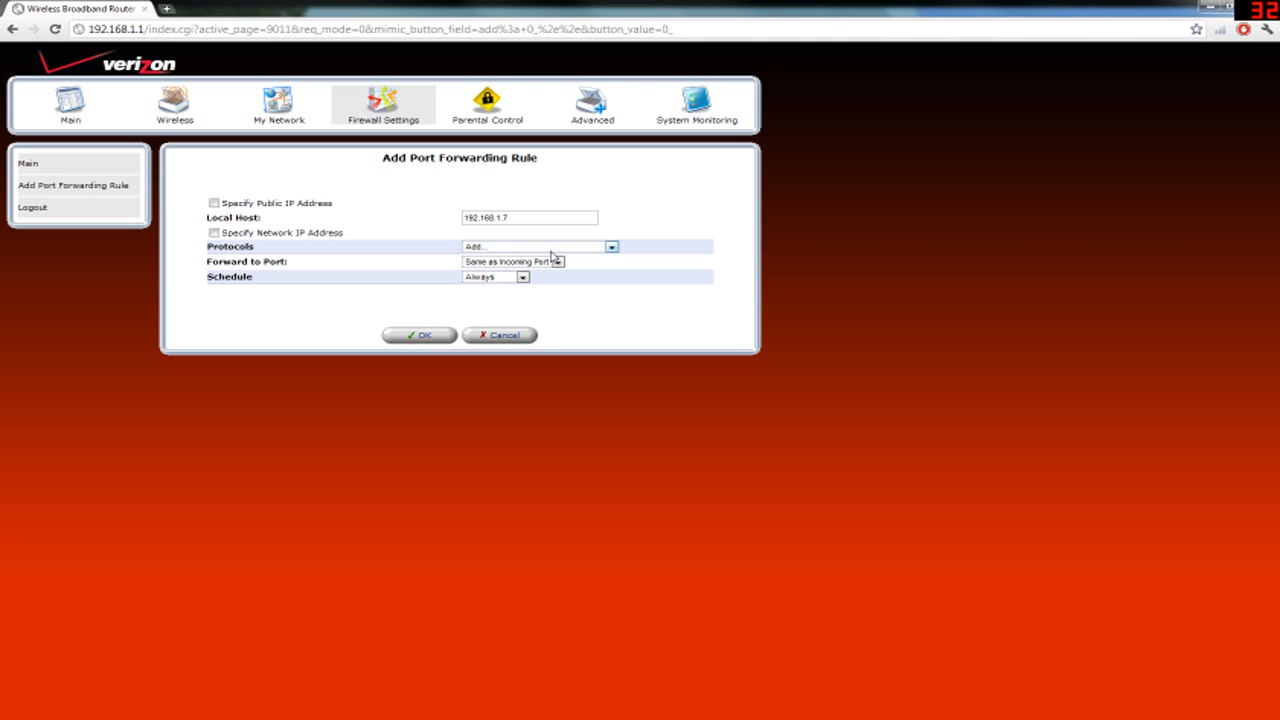 Wireless Broadband Router
32
192.168.1.1/index.cgi?active_page=9011&req_mode=0&mimic_button_field=add%3a+0_%2e%2e&button_value=0_
verizon
Main
Wireless
My Network
Firewall Settings
Parental Control
Advanced
System Monitoring
Main
Add Port Forwarding Rule
Logout
Add Port Forwarding Rule
Specify Public IP Address
Local Host: 192.168.1.7
Specify Network IP Address
Protocols Add...
Forward to Port: Same as Incoming Port
Schedule Always
OK Cancel